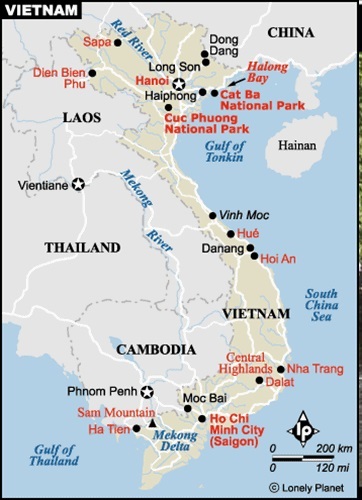 VIETNAM
CHINA
Red River
Sapa
Dong
Dang
Long Son
Dien Bien
Phu
Hanoi
Halong
Bay
Haiphong
Cat Ba
National Park
Cuc Phuong
National Park
LAOS
Gulf of
Tonkin
Hainan
Vientiane
Mekong
River
Vinh Moc
Hué
THAILAND
Danang
Hoi An
South
China
Sea
VIETNAM
CAMBODIA
Central
Highlands
Nha Trang
Dalat
Phnom Penh
Moc Bai
Sam Mountain
Ho Chi
Minh City
(Saigon)
Ha Tien
Mekong
Delta
Gulf of
Thailand
lp
0 200 km
0 120 mi
© Lonely Planet